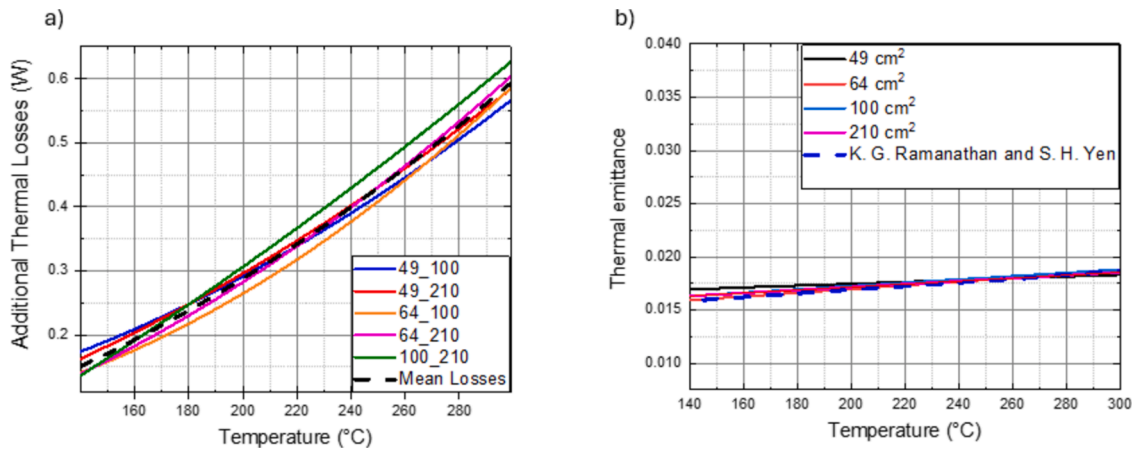 a)
Additional Thermal Losses (W)
0.6
0.5
0.4
0.3
0.2
160 180 200 220 240 260 280
Temperature (°C)
49_100
49_210
64_100
64_210
100_210
Mean Losses
b)
Thermal emittance
0.040
0.035
0.030
0.025
0.020
0.015
0.010
140 160 180 200 220 240 260 280 300
Temperature (°C)
49 cm²
64 cm²
100 cm²
210 cm²
K. G. Ramanathan and S. H. Yen